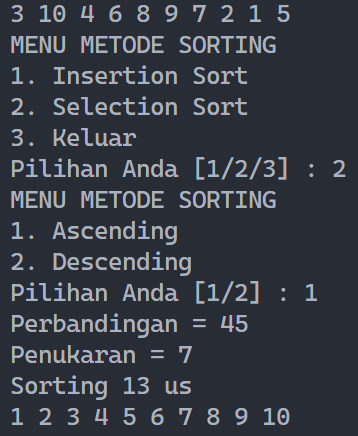 3 10 4 6 8 9 7 2 1 5
MENU METODE SORTING
1. Insertion Sort
2. Selection Sort
3. Keluar
Pilihan Anda [1/2/3] : 2
MENU METODE SORTING
1. Ascending
2. Descending
Pilihan Anda [1/2] : 1
Perbandingan = 45
Penukaran = 7
Sorting 13 us
1 2 3 4 5 6 7 8 9 10